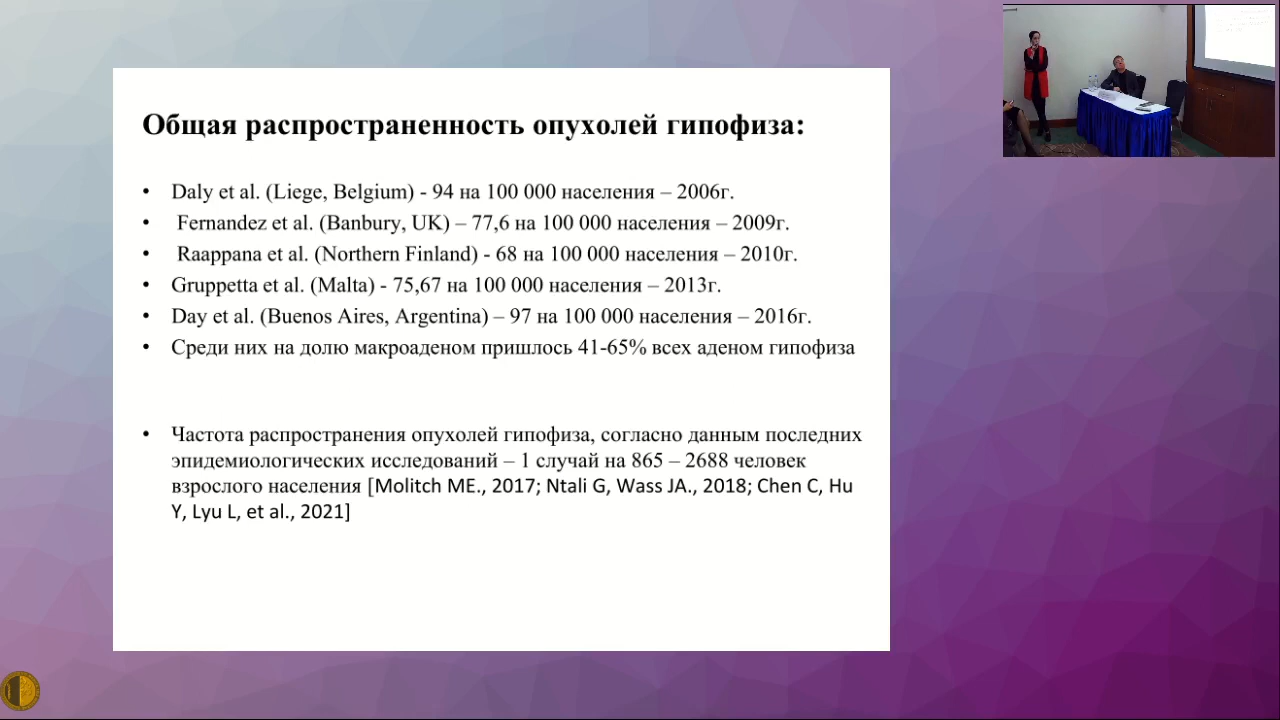 Общая распространенность опухолей гипофиза:
• Daly et al. (Liege, Belgium) - 94 на 100 000 населения – 2006г.
• Fernandez et al. (Banbury, UK) – 77,6 на 100 000 населения – 2009г.
• Raappana et al. (Northern Finland) - 68 на 100 000 населения – 2010г.
• Gruppetta et al. (Malta) - 75,67 на 100 000 населения – 2013г.
• Day et al. (Buenos Aires, Argentina) – 97 на 100 000 населения – 2016г.
• Среди них на долю макроаденом пришлось 41-65% всех аденом гипофиза
• Частота распространения опухолей гипофиза, согласно данным последних
эпидемиологических исследований – 1 случай на 865 – 2688 человек
взрослого населения [Molitch ME., 2017; Ntali G, Wass JA., 2018; Chen C, Hu
Y, Lyu L, et al., 2021]